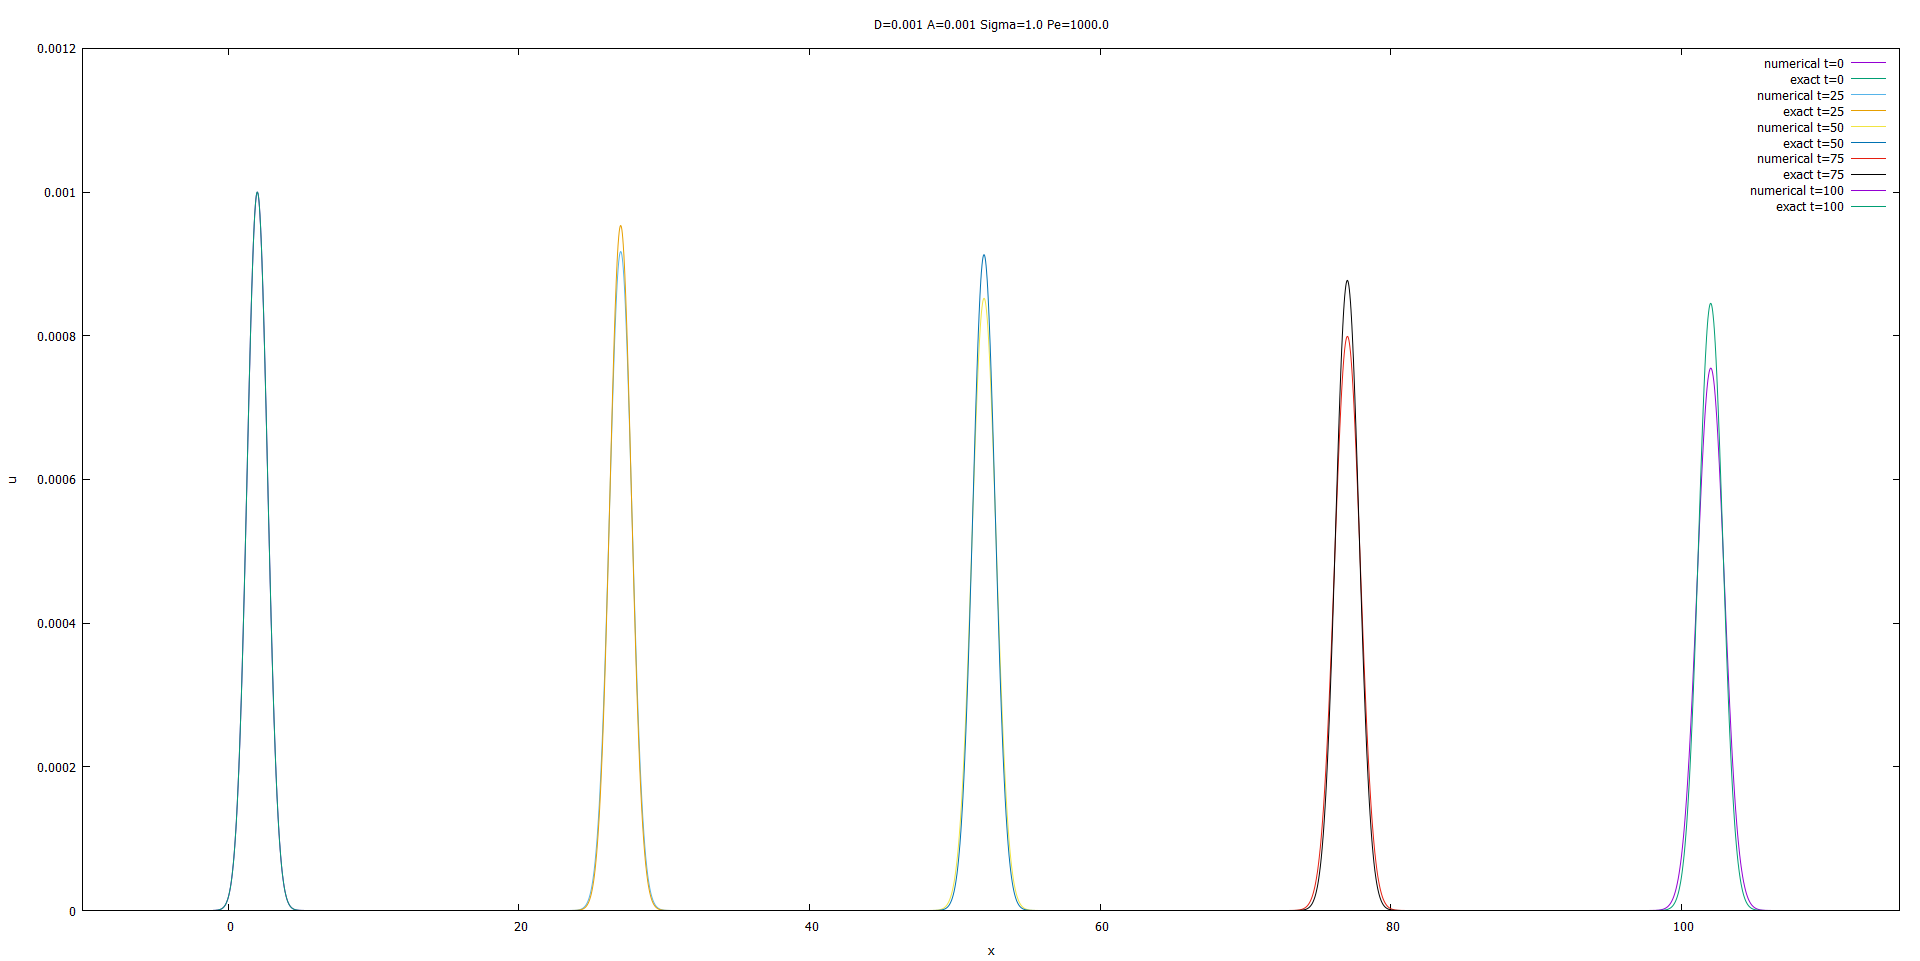 D=0.001 A=0.001 Sigma=1.0 Pe=1000.0
0.0012
0.001
0.0008
0.0006
0.0004
0.0002
0
u
numerical t=0
exact t=0
numerical t=25
exact t=25
numerical t=50
exact t=50
numerical t=75
exact t=75
numerical t=100
exact t=100
0 20 40 60 80 100
x